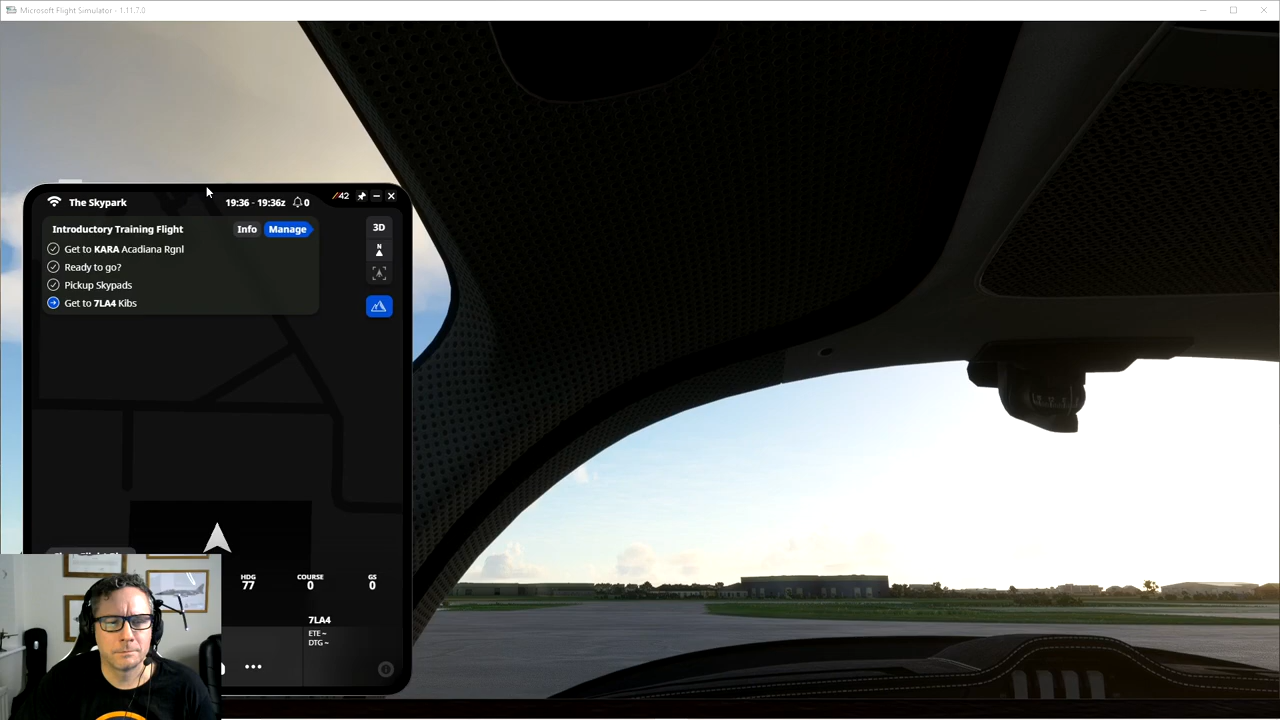 Microsoft Flight Simulator - 1.11.7.0
The Skypark 19:36 - 19:36z 0 //42
Introductory Training Flight Info Manage
Get to KARA Acadiana Rgnl
Ready to go?
Pickup Skypads
Get to 7LA4 Kibs
3D
N
HDG COURSE GS
77 0 0
7LA4
ETE ~
DTG ~